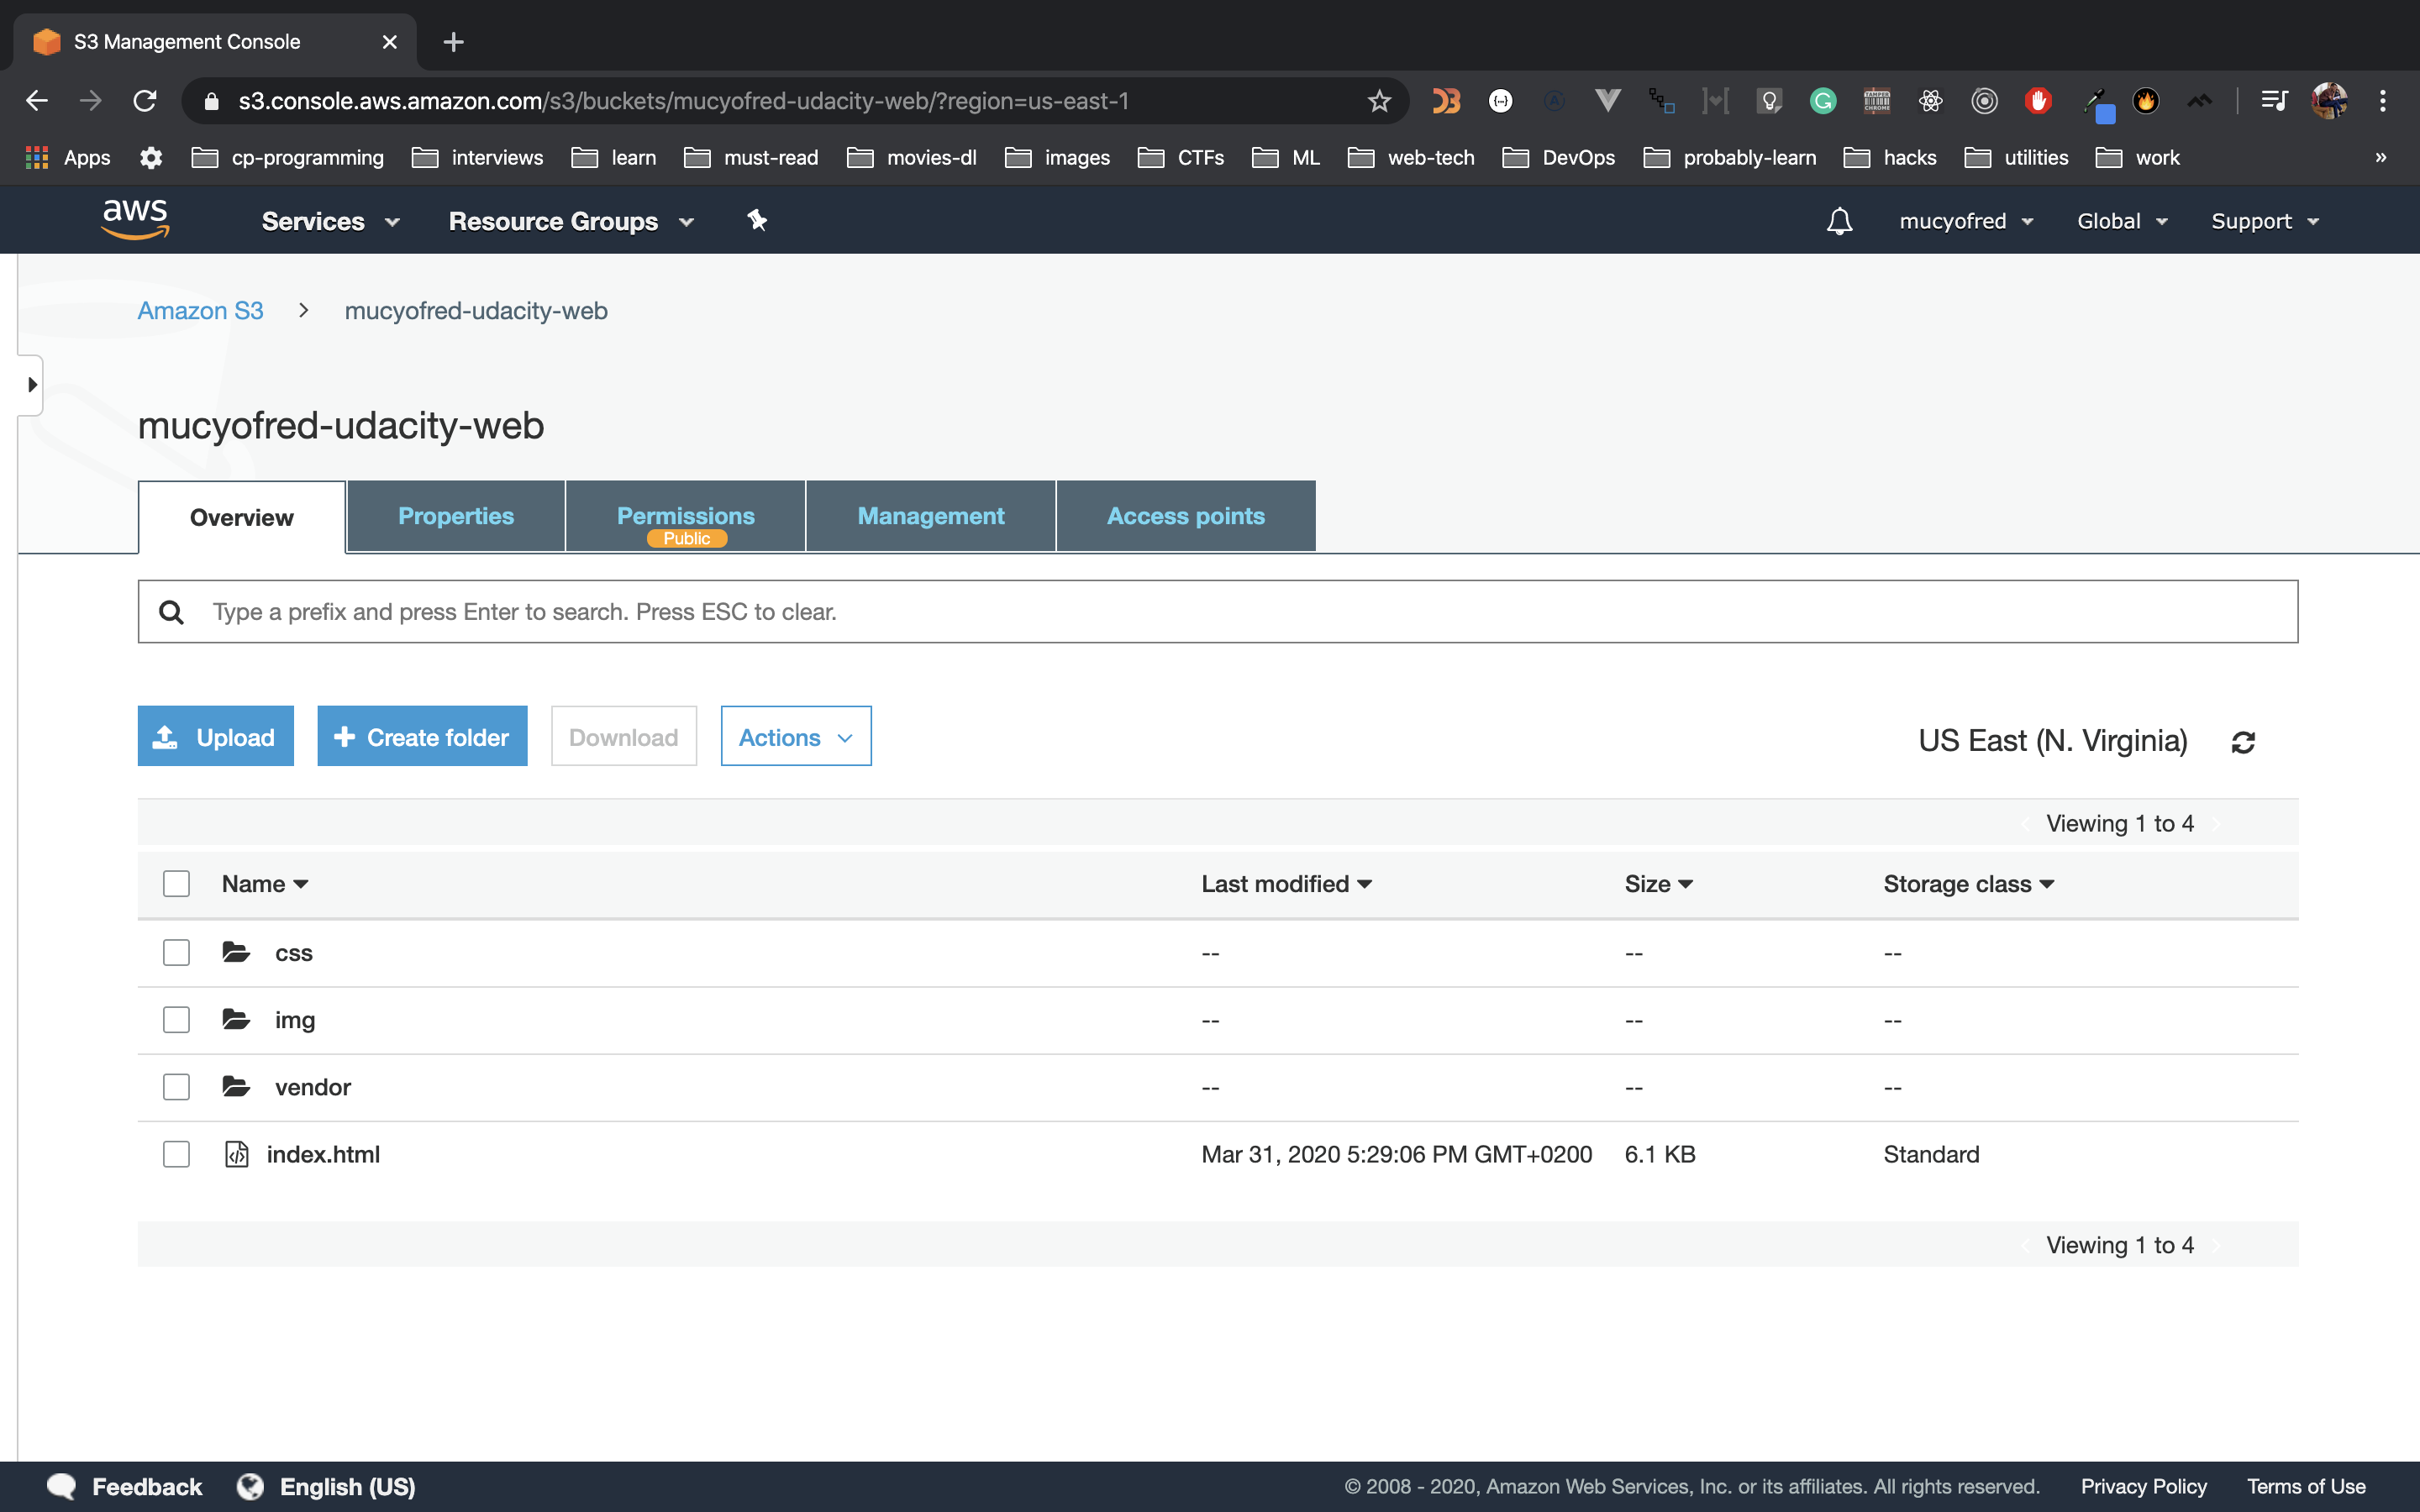 S3 Management Console
s3.console.aws.amazon.com/s3/buckets/mucyofred-udacity-web/?region=us-east-1
Apps cp-programming interviews learn must-read movies-dl images CTFs ML web-tech DevOps probably-learn hacks utilities work »
aws Services Resource Groups mucyofred Global Support
Amazon S3 > mucyofred-udacity-web
mucyofred-udacity-web
Overview Properties Permissions Management Access points
Public
Type a prefix and press Enter to search. Press ESC to clear.
Upload + Create folder Download Actions US East (N. Virginia)
Viewing 1 to 4
Name Last modified Size Storage class
css -- -- --
img -- -- --
vendor -- -- --
index.html Mar 31, 2020 5:29:06 PM GMT+0200 6.1 KB Standard
Viewing 1 to 4
Feedback English (US) © 2008 - 2020, Amazon Web Services, Inc. or its affiliates. All rights reserved. Privacy Policy Terms of Use